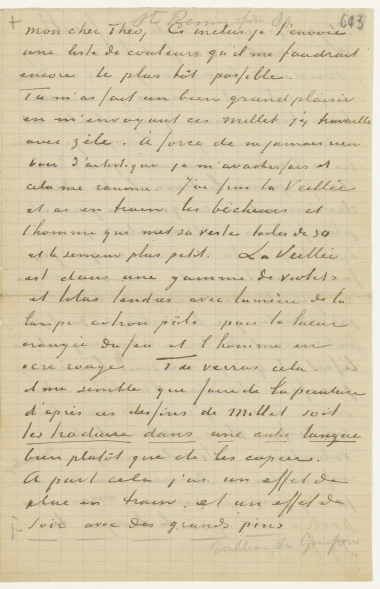 St Remy 89
613
mon cher Theo, Ci inclus je t'envoie
une liste de couleurs qu'il me faudrait
encore le plus tôt possible.
Tu m'as fait un bien grand plaisir
en m'envoyant ces Millet j'y travaille
avec zèle. À force de ne jamais rien
voir d'artistique je m'avachissais et
cela me ranime. J'ai fini la Veillée
et as en train les bêcheurs et
l'homme qui met sa veste toiles de 30
et le semeur plus petit. La Veillée
est dans une gamme de violets
et lilas tendres avec lumière de la
lampe citron pâle puis la lueur
orangée du feu et l'homme en
ocre rouge. Tu verras cela
il me semble que faire de la peinture
d'après ces dessins de Millet soit
les traduire dans une autre langue
bien plutôt que de les copier.
A part cela j'ai un effet de
pluie en train et un effet de
soir avec des grands pins